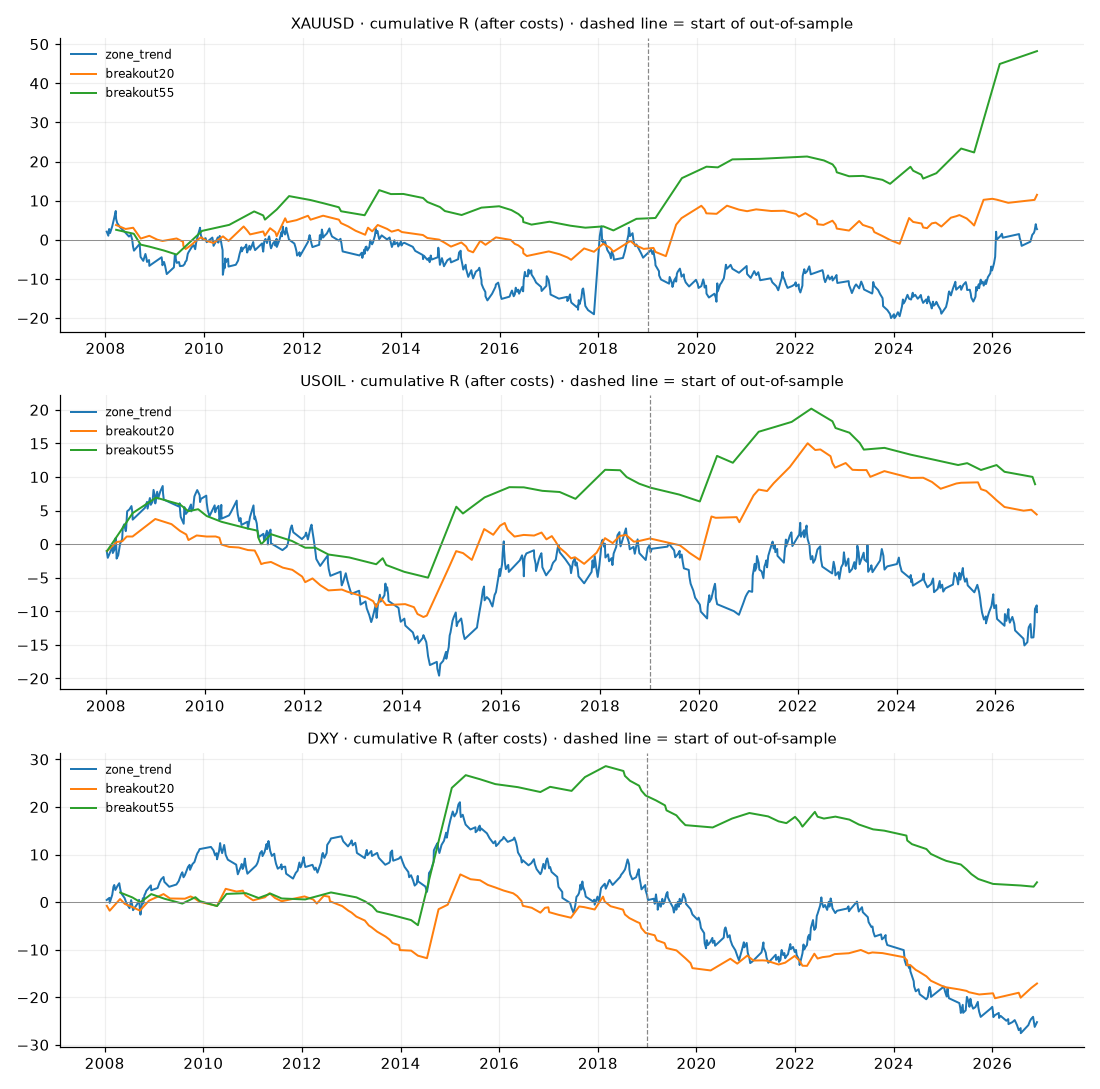 XAUUSD · cumulative R (after costs) · dashed line = start of out-of-sample
50
40
30
20
10
0
−10
−20
zone_trend
breakout20
breakout55
2008 2010 2012 2014 2016 2018 2020 2022 2024 2026
USOIL · cumulative R (after costs) · dashed line = start of out-of-sample
20
15
10
5
0
−5
−10
−15
−20
zone_trend
breakout20
breakout55
2008 2010 2012 2014 2016 2018 2020 2022 2024 2026
DXY · cumulative R (after costs) · dashed line = start of out-of-sample
30
20
10
0
−10
−20
−30
zone_trend
breakout20
breakout55
2008 2010 2012 2014 2016 2018 2020 2022 2024 2026